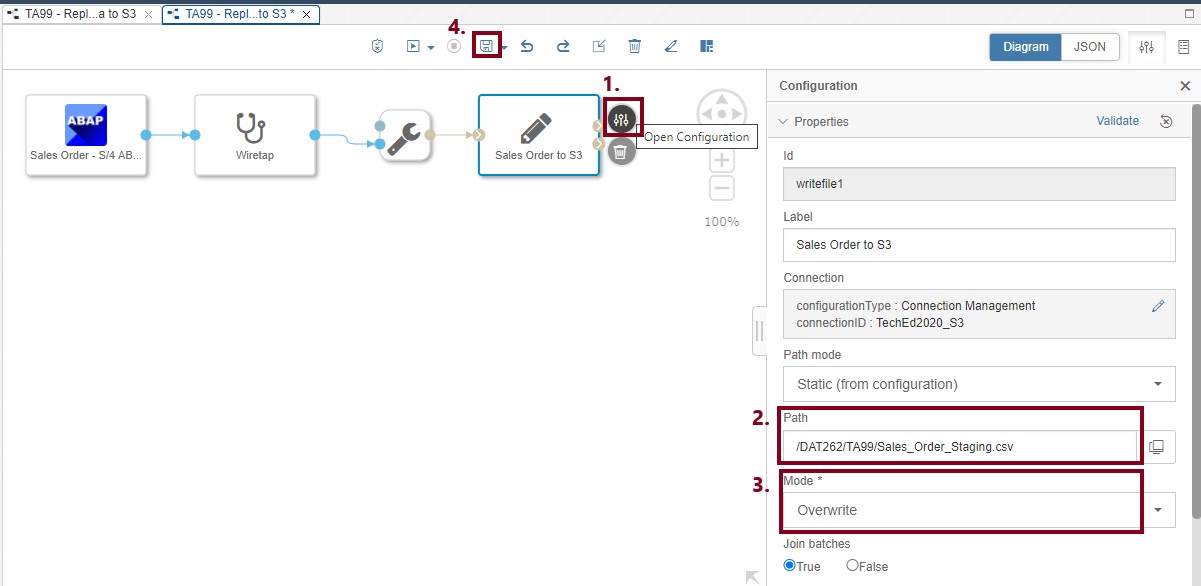 TA99 - Repl...a to S3
TA99 - Repl...to S3 *
4.
Diagram
JSON
1.
Open Configuration
ABAP
Sales Order - S/4 AB...
Wiretap
Sales Order to S3
100%
Configuration
Properties
Validate
Id
writefile1
Label
Sales Order to S3
Connection
configurationType : Connection Management
connectionID : TechEd2020_S3
Path mode
Static (from configuration)
2.
Path
/DAT262/TA99/Sales_Order_Staging.csv
3.
Mode *
Overwrite
Join batches
True
False